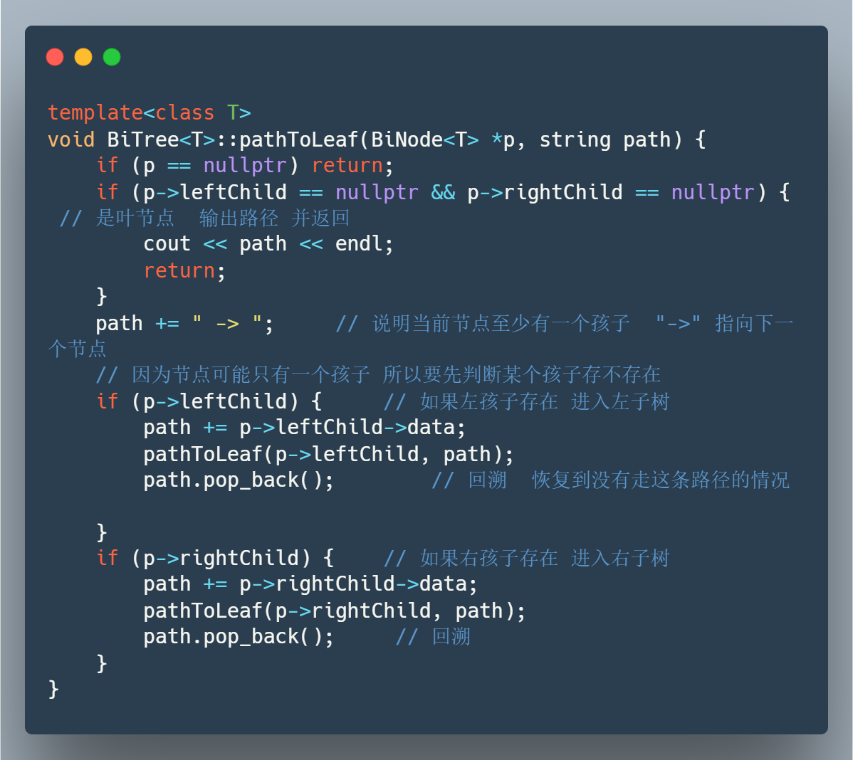 template<class T>
void BiTree<T>::pathToLeaf(BiNode<T> *p, string path) {
    if (p == nullptr) return;
    if (p->leftChild == nullptr && p->rightChild == nullptr) {
 // 是叶节点  输出路径 并返回
        cout << path << endl;
        return;
    }
    path += " -> ";     // 说明当前节点至少有一个孩子  "->" 指向下一
个节点
    // 因为节点可能只有一个孩子 所以要先判断某个孩子存不存在
    if (p->leftChild) {     // 如果左孩子存在 进入左子树
        path += p->leftChild->data;
        pathToLeaf(p->leftChild, path);
        path.pop_back();        // 回溯  恢复到没有走这条路径的情况
    }
    if (p->rightChild) {    // 如果右孩子存在 进入右子树
        path += p->rightChild->data;
        pathToLeaf(p->rightChild, path);
        path.pop_back();     // 回溯
    }
}